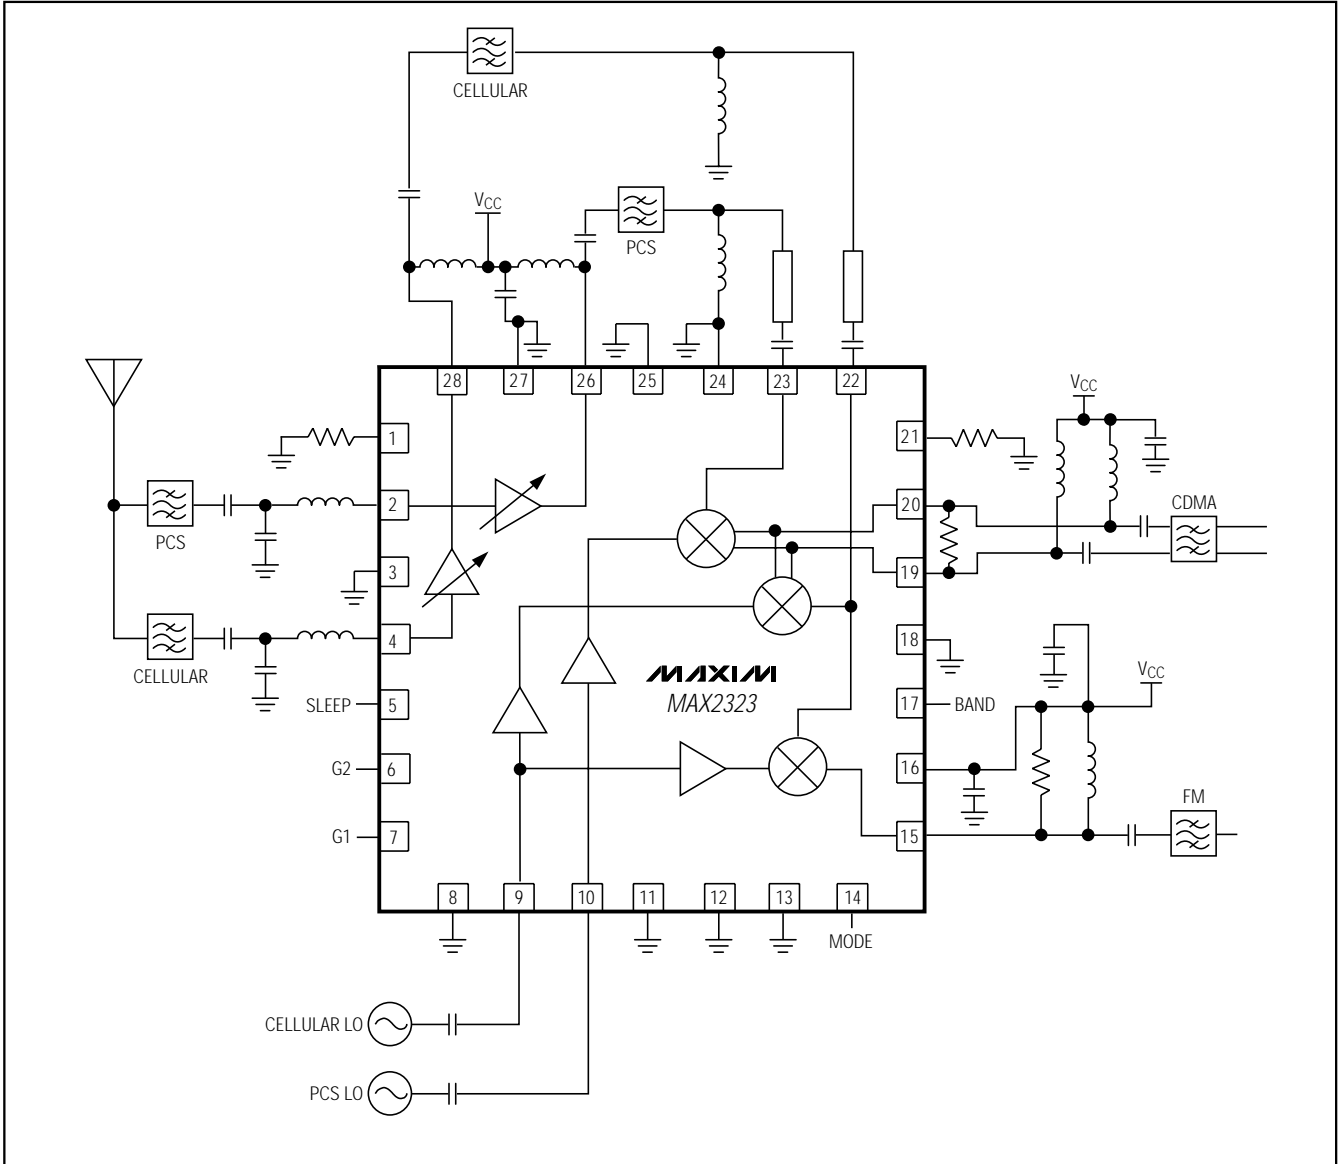 CELLULAR
VCC
PCS
28 27 26 25 24 23 22
VCC
1
21
2
20
CDMA
PCS
3
19
4
18
CELLULAR
MAXIM
MAX2323
VCC
SLEEP
5
17
BAND
G2
6
16
FM
G1
7
15
8 9 10 11 12 13 14
MODE
CELLULAR LO
PCS LO